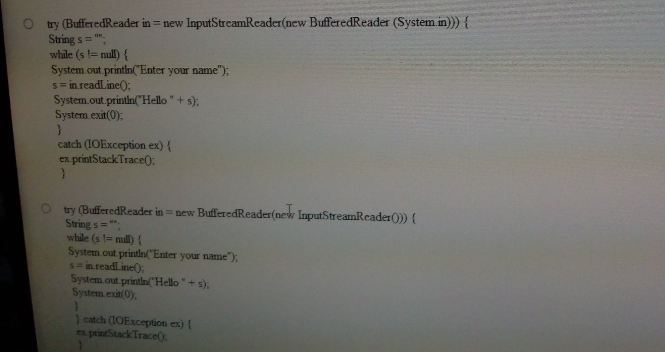 try (BufferedReader in = new InputStreamReader(new BufferedReader (System.in))) {
String s = "";
while (s != null) {
System.out.println("Enter your name");
s = in.readLine();
System.out.println("Hello " + s);
System.exit(0);
}
catch (IOException ex) {
ex.printStackTrace();
}
try (BufferedReader in = new BufferedReader(new InputStreamReader())) {
String s = "";
while (s != null) {
System.out.println("Enter your name");
s = in.readLine();
System.out.println("Hello " + s);
System.exit(0);
}
} catch (IOException ex) {
ex.printStackTrace();
}